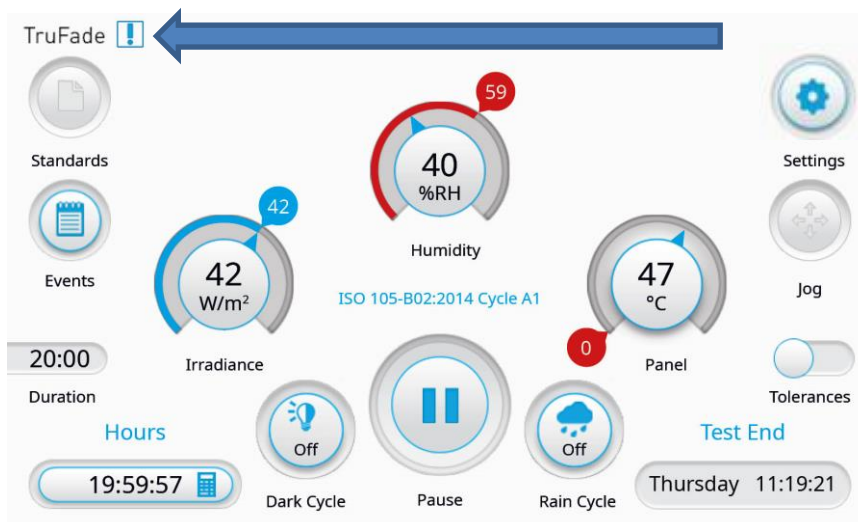 TruFade !
Standards
Events
20:00
Duration
Hours
19:59:57
42
42
W/m²
Irradiance
59
40
%RH
Humidity
ISO 105-B02:2014 Cycle A1
47
°C
0
Panel
Off
Dark Cycle
Pause
Off
Rain Cycle
Settings
Jog
Tolerances
Test End
Thursday 11:19:21